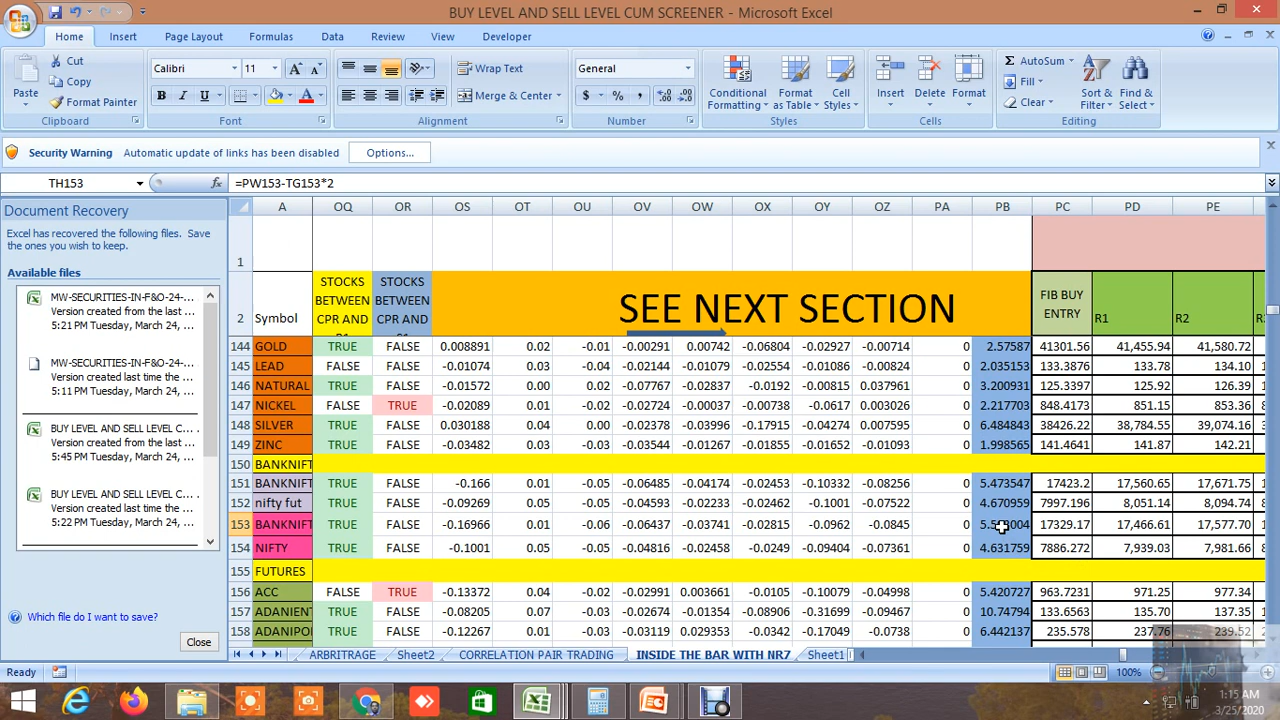 BUY LEVEL AND SELL LEVEL CUM SCREENER - Microsoft Excel
Home Insert Page Layout Formulas Data Review View Developer
Paste Cut Copy Format Painter Clipboard
Calibri 11 B I U A A A Font
Wrap Text Merge & Center Alignment
General $ % , Number
Conditional Formatting Format as Table Cell Styles Styles
Insert Delete Format Cells
Σ AutoSum Fill Clear Sort & Filter Find & Select Editing
Security Warning Automatic update of links has been disabled Options...
TH153 fx =PW153-TG153*2
Document Recovery
Excel has recovered the following files. Save the ones you wish to keep.
Available files
MW-SECURITIES-IN-F&O-24-...
Version created from the last ...
5:21 PM Tuesday, March 24, ...
MW-SECURITIES-IN-F&O-24-...
Version created last time the ...
5:11 PM Tuesday, March 24, ...
BUY LEVEL AND SELL LEVEL C...
Version created from the last ...
5:45 PM Tuesday, March 24, ...
BUY LEVEL AND SELL LEVEL C...
Version created last time the ...
5:22 PM Tuesday, March 24, ...
Which file do I want to save?
Close
A OQ OR OS OT OU OV OW OX OY OZ PA PB PC PD PE
1
2 Symbol STOCKS BETWEEN CPR AND STOCKS BETWEEN CPR AND SEE NEXT SECTION FIB BUY ENTRY R1 R2
144 GOLD TRUE FALSE 0.008891 0.02 -0.01 -0.00291 0.00742 -0.06804 -0.02927 -0.00714 0 2.57587 41301.56 41,455.94 41,580.72
145 LEAD FALSE FALSE -0.01074 0.03 -0.04 -0.02144 -0.01079 -0.02554 -0.01086 -0.00824 0 2.035153 133.3876 133.78 134.10
146 NATURAL TRUE FALSE -0.01572 0.00 -0.02 -0.07767 -0.02837 -0.0192 -0.00815 0.037961 0 3.200931 125.3397 125.92 126.39
147 NICKEL FALSE TRUE -0.02089 0.01 -0.02 -0.02724 -0.00037 -0.00738 -0.0617 0.003026 0 2.217703 848.4173 851.15 853.36
148 SILVER TRUE FALSE 0.030188 0.04 0.00 -0.02378 -0.03996 -0.17915 -0.04274 0.007595 0 6.484843 38426.22 38,784.55 39,074.16
149 ZINC TRUE FALSE -0.03482 0.03 -0.03 -0.03544 -0.01271 -0.01855 -0.01652 -0.01093 0 1.998565 141.4641 141.87 142.21
150 BANKNIFT
151 BANKNIFT TRUE FALSE -0.166 0.01 -0.02 -0.06485 -0.04174 -0.02453 -0.10332 -0.08256 0 5.473547 17423.2 17,560.65 17,671.75
152 nifty fut TRUE FALSE -0.09269 0.05 -0.05 -0.04593 -0.02233 -0.02462 -0.1001 -0.07522 0 4.670959 7997.196 8,051.14 8,094.74
153 BANKNIFT TRUE FALSE -0.16966 0.01 -0.06 -0.06437 -0.03741 -0.02815 -0.0962 -0.0845 0 17329.17 17,466.61 17,577.70
154 NIFTY TRUE FALSE -0.1001 0.05 -0.05 -0.04816 -0.02458 -0.0249 -0.09404 -0.07361 0 4.631759 7886.272 7,939.03 7,981.66
155 FUTURES
156 ACC FALSE TRUE -0.13372 0.04 -0.02 -0.02991 0.003661 -0.0105 -0.10079 -0.04998 0 5.420727 963.7231 971.25 977.34
157 ADANIENT TRUE FALSE -0.08205 0.07 -0.03 -0.02674 -0.01354 -0.08906 -0.31699 -0.09467 0 10.74794 133.6563 135.70 137.35
158 ADANIPO TRUE FALSE -0.12267 0.01 -0.03 -0.03119 0.029353 -0.0342 -0.17049 -0.0738 0 6.442137 235.578 237.76 239.52
ARBITRAGE Sheet2 CORRELATION PAIR TRADING INSIDE THE BAR WITH NR7 Sheet1
Ready 100%
1:15 AM
3/25/2020